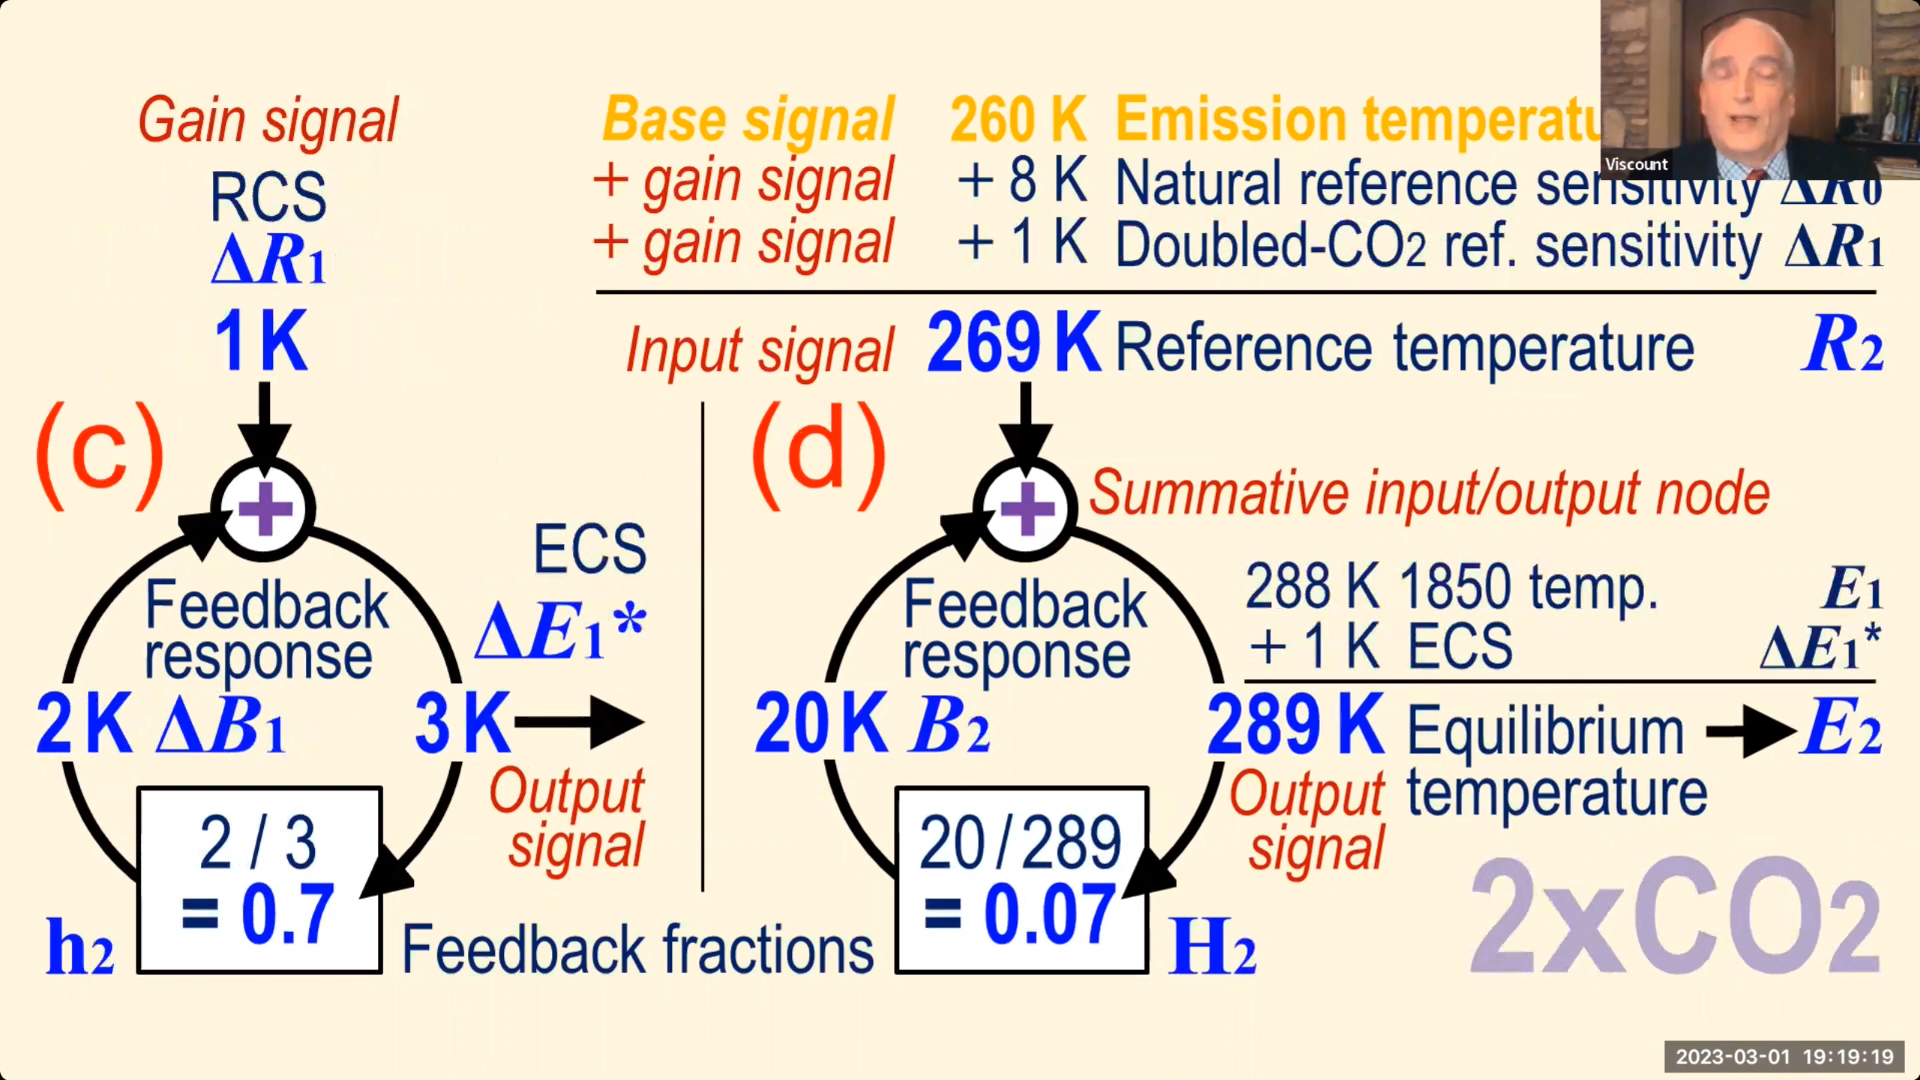 Gain signal
RCS
ΔR1
1 K
(c)
+
Feedback
response
ECS
ΔE1*
2 K ΔB1
3 K
Output
signal
2 / 3
= 0.7
h2
Feedback fractions
Base signal 260 K Emission temperatu
+ gain signal + 8 K Natural reference sensitivity ΔR0
+ gain signal + 1 K Doubled-CO2 ref. sensitivity ΔR1
Input signal 269 K Reference temperature R2
(d)
+
Summative input/output node
Feedback
response
288 K 1850 temp. E1
+ 1 K ECS ΔE1*
20 K B2
289 K Equilibrium E2
temperature
Output
signal
20 / 289
= 0.07
H2
2xCO2
Viscount
2023-03-01 19:19:19